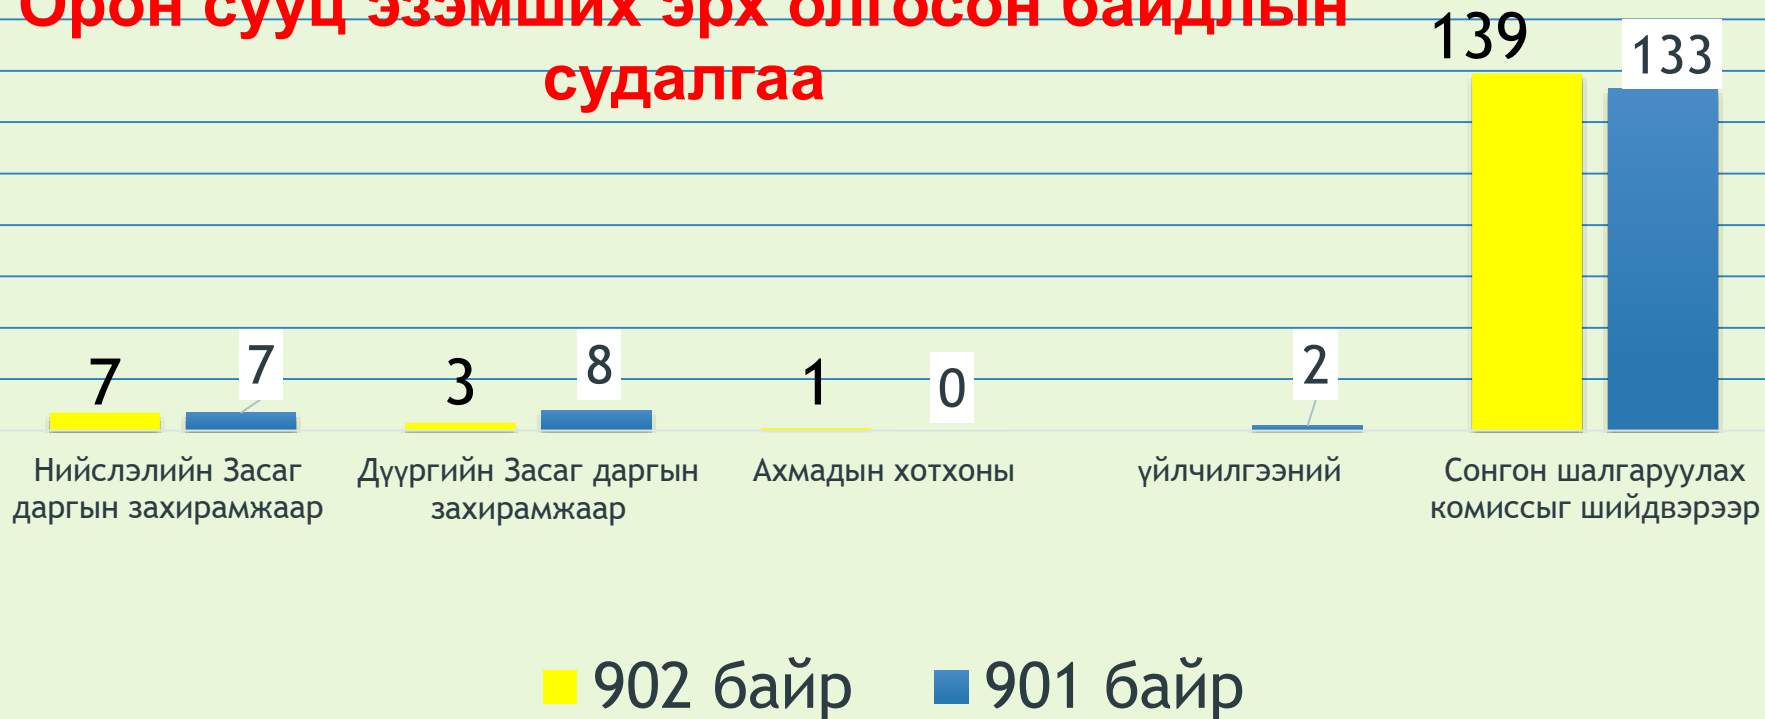 Орон сууц эзэмших эрх олгосон байдлын
судалгаа
139
133
7
7
3
8
1
0
2
Нийслэлийн Засаг
даргын захирамжаар
Дүүргийн Засаг даргын
захирамжаар
Ахмадын хотхоны
үйлчилгээний
Сонгон шалгаруулах
комиссыг шийдвэрээр
902 байр
901 байр